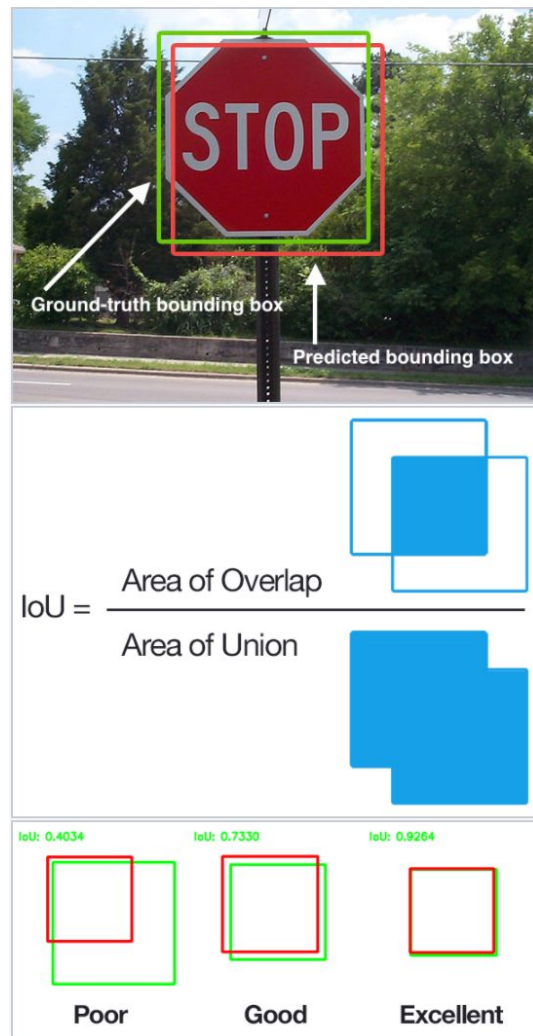 STOP
Ground-truth bounding box
Predicted bounding box
IoU =
Area of Overlap
Area of Union
IoU: 0.4034
IoU: 0.7330
IoU: 0.9264
Poor
Good
Excellent